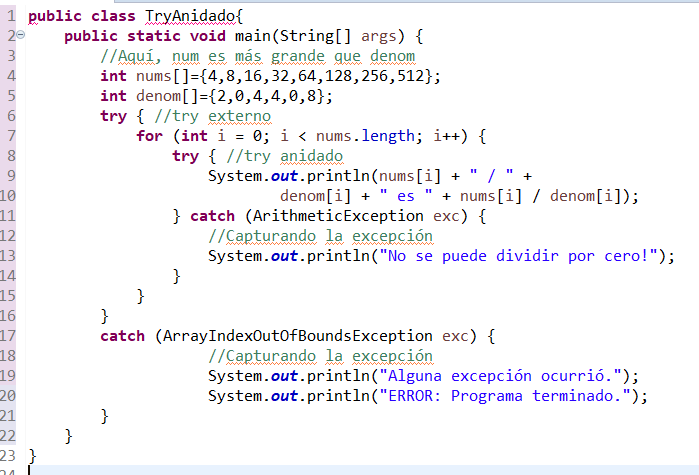 1 public class TryAnidado{
2 public static void main(String[] args) {
3 //Aquí, num es más grande que denom
4 int nums[]={4,8,16,32,64,128,256,512};
5 int denom[]={2,0,4,4,0,8};
6 try { //try externo
7 for (int i = 0; i < nums.length; i++) {
8 try { //try anidado
9 System.out.println(nums[i] + " / " +
10 denom[i] + " es " + nums[i] / denom[i]);
11 } catch (ArithmeticException exc) {
12 //Capturando la excepción
13 System.out.println("No se puede dividir por cero!");
14 }
15 }
16 }
17 catch (ArrayIndexOutOfBoundsException exc) {
18 //Capturando la excepción
19 System.out.println("Alguna excepción ocurrió.");
20 System.out.println("ERROR: Programa terminado.");
21 }
22 }
23 }
24